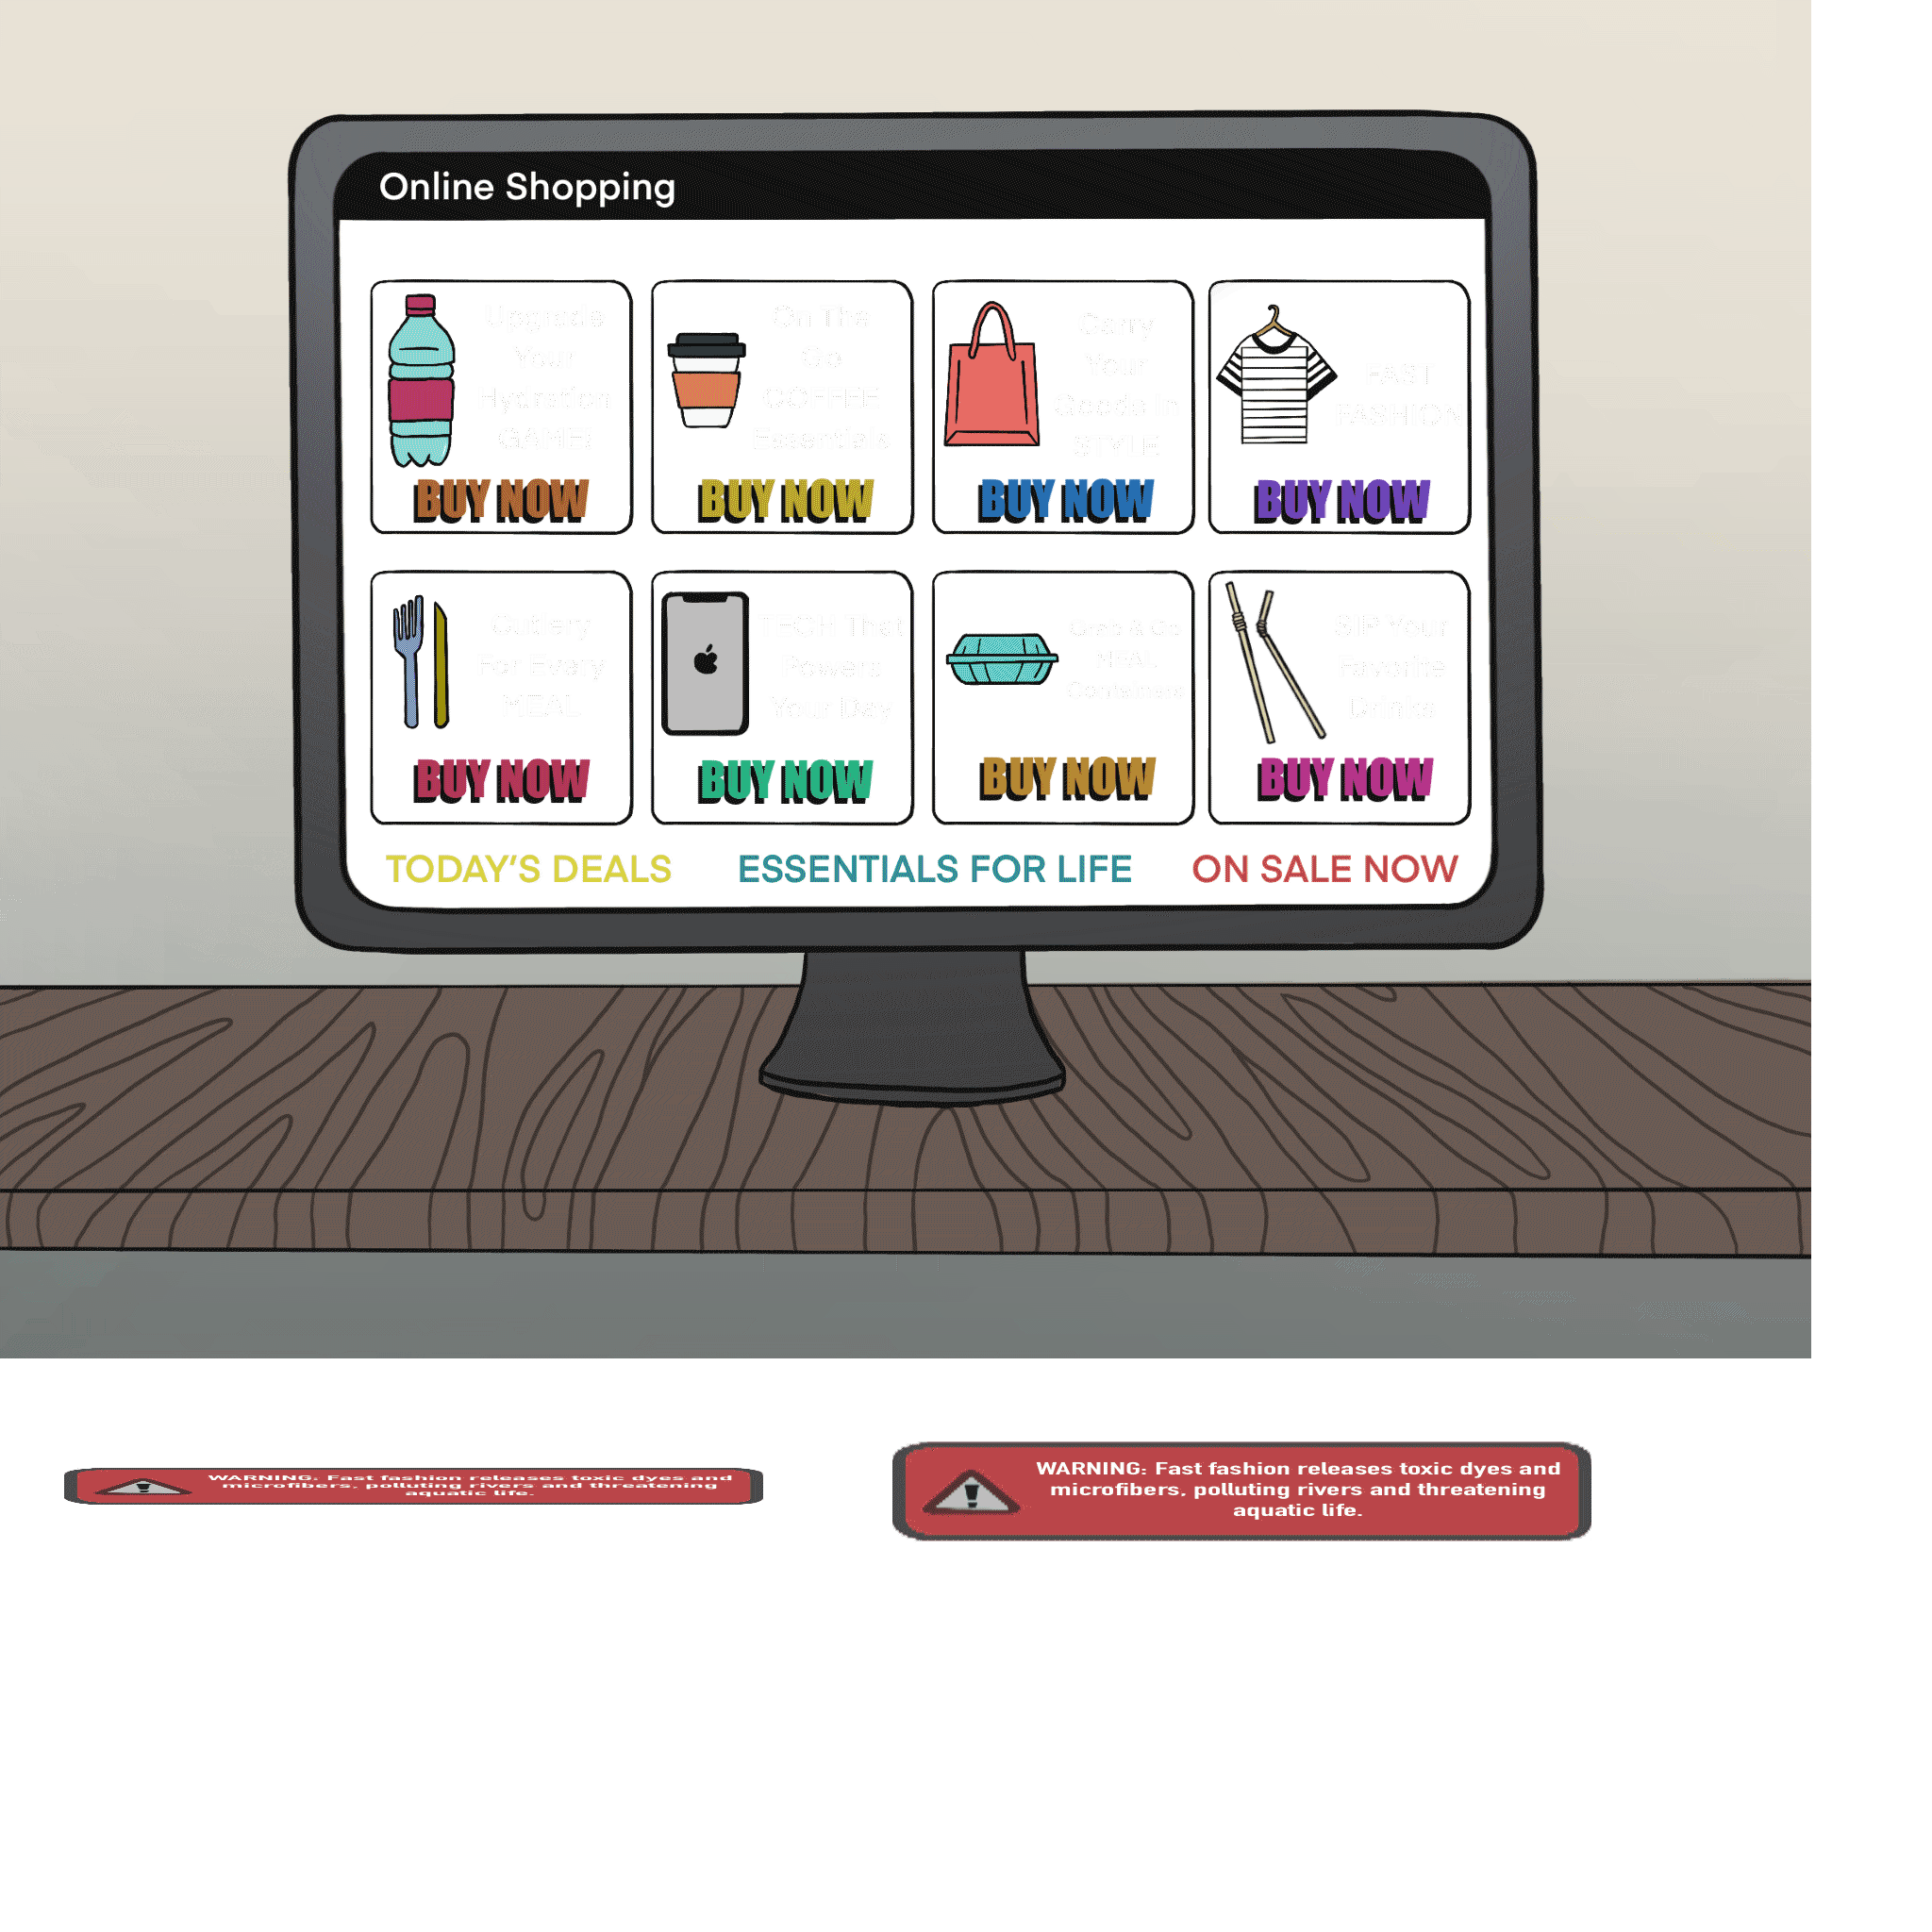 Online Shopping
Upgrade
Your
Hydration
GAME!
BUY NOW
On The
Go
COFFEE
Essentials
BUY NOW
Carry
Your
Goods in
STYLE
BUY NOW
FAST
FASHION
BUY NOW
Cutlery
For Every
MEAL
BUY NOW
TECH That
Powers
Your Day
BUY NOW
Grab & Go
MEAL
Containers
BUY NOW
SIP Your
Favorite
Drinks
BUY NOW
TODAY'S DEALS
ESSENTIALS FOR LIFE
ON SALE NOW
WARNING: Fast fashion releases toxic dyes and
microfibers, polluting rivers and threatening
aquatic life.
WARNING: Fast fashion releases toxic dyes and
microfibers, polluting rivers and threatening
aquatic life.